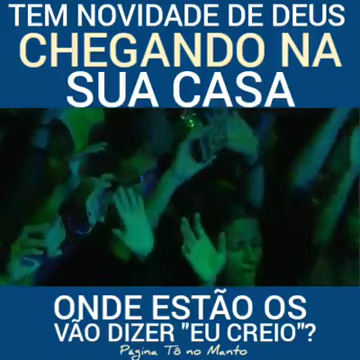 TEM NOVIDADE DE DEUS
CHEGANDO NA
SUA CASA
ONDE ESTÃO OS
VÃO DIZER "EU CREIO"?
Pagina Tô no Manto